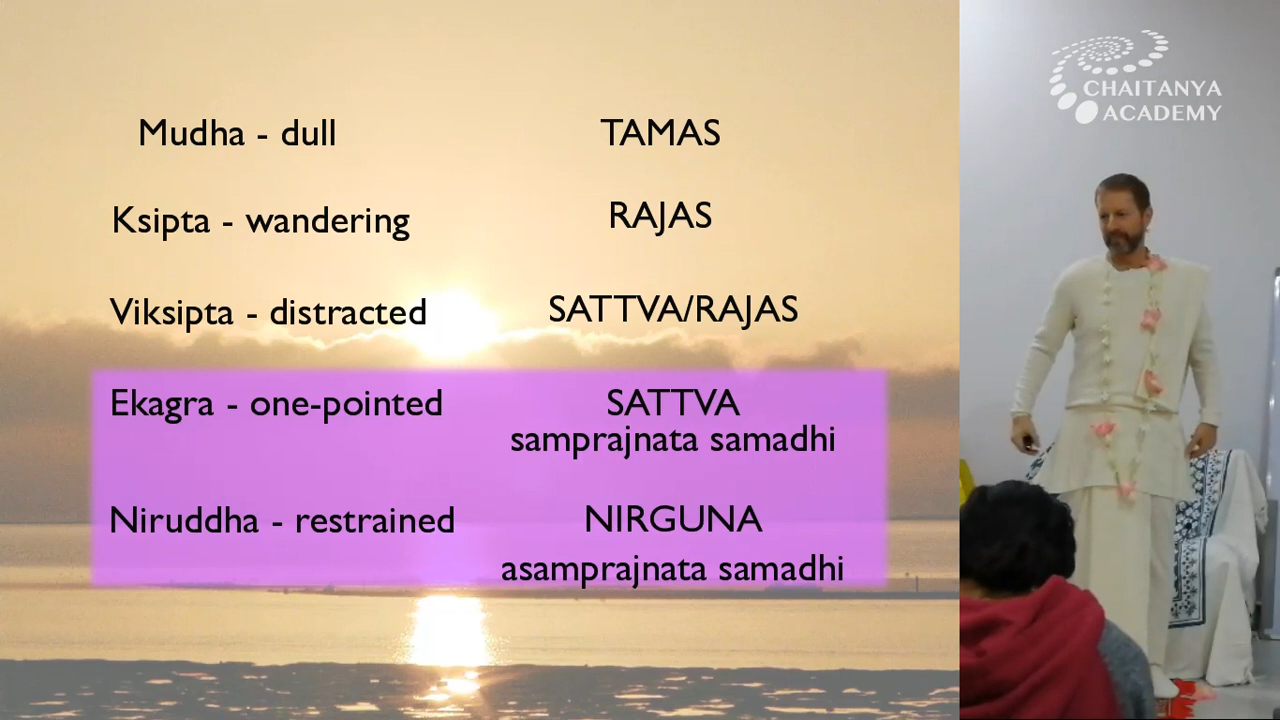 Mudha - dull
TAMAS
Ksipta - wandering
RAJAS
Viksipta - distracted
SATTVA/RAJAS
Ekagra - one-pointed
SATTVA
samprajnata samadhi
Niruddha - restrained
NIRGUNA
asamprajnata samadhi
CHAITANYA
ACADEMY